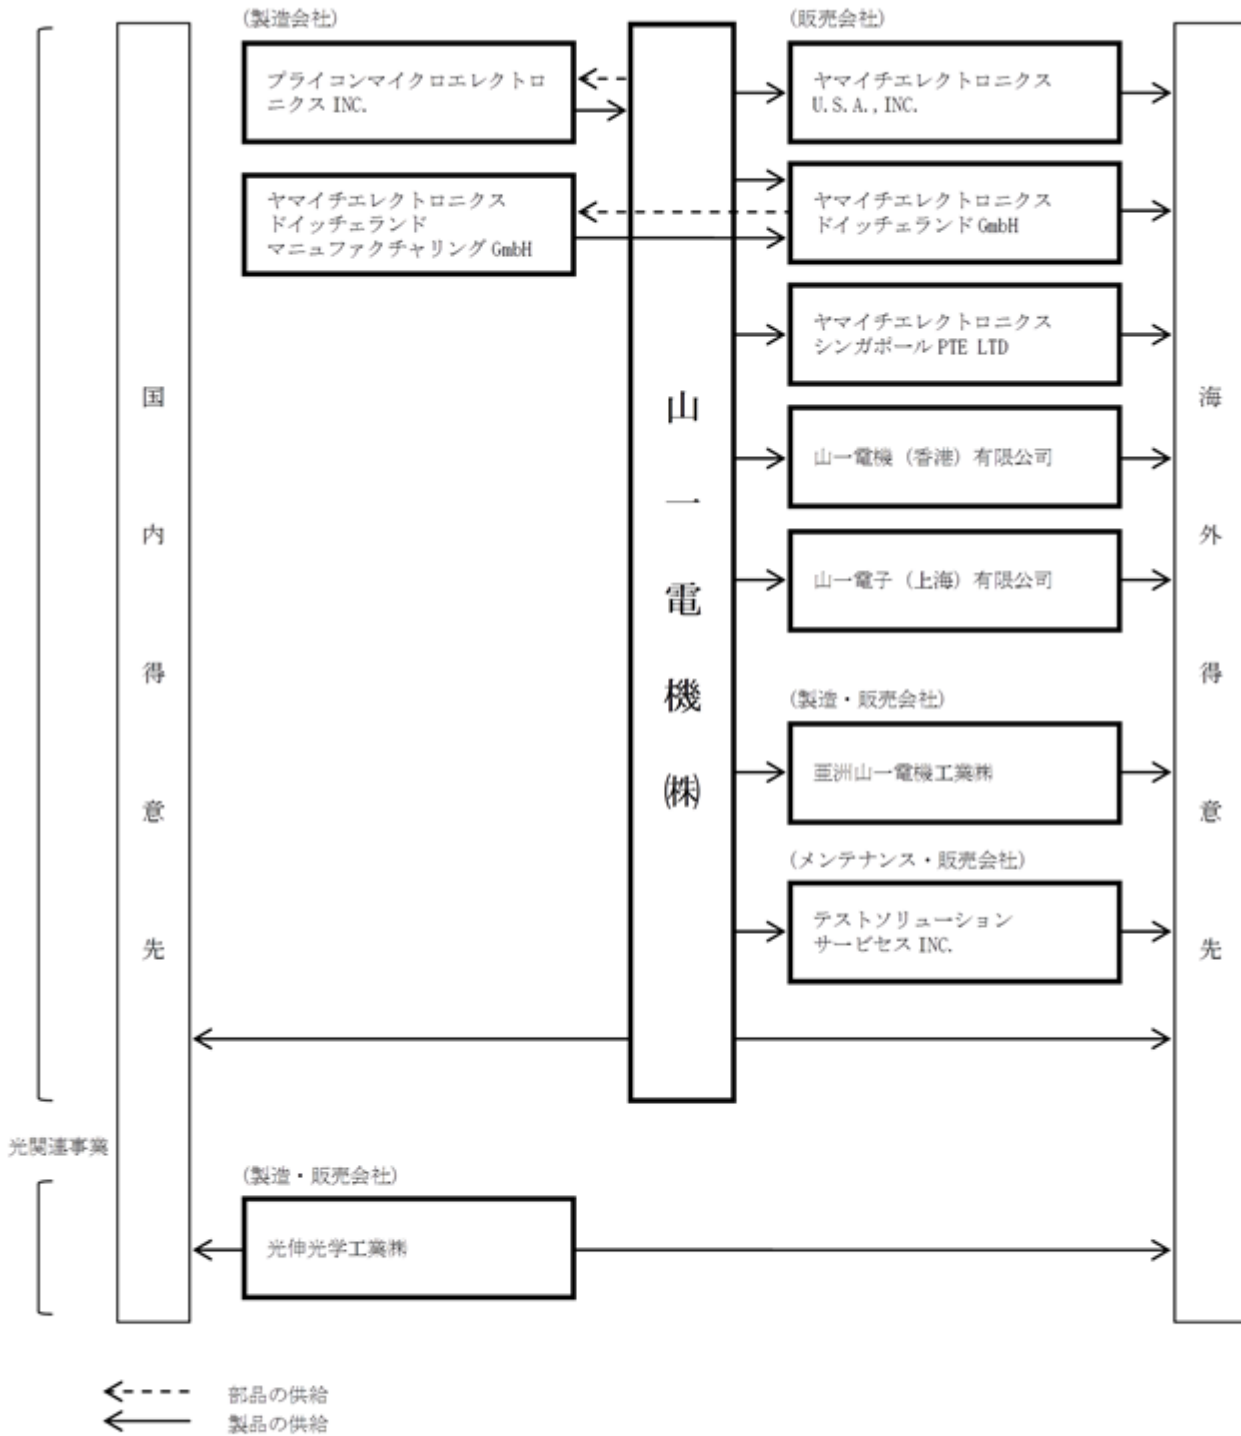 (製造会社)
(販売会社)
プライコンマイクロエレクトロ
ニクス INC.
ヤマイチエレクトロニクス
U.S.A.,INC.
ヤマイチエレクトロニクス
ドイッチェランド
マニュファクチャリング GmbH
ヤマイチエレクトロニクス
ドイッチェランド GmbH
ヤマイチエレクトロニクス
シンガポール PTE LTD
山一電機（香港）有限公司
山一電子（上海）有限公司
国内得意先
山一電機㈱
海外得意先
(製造・販売会社)
亜洲山一電機工業㈱
(メンテナンス・販売会社)
テストソリューション
サービセス INC.
光関連事業
(製造・販売会社)
光伸光学工業㈱
部品の供給
製品の供給